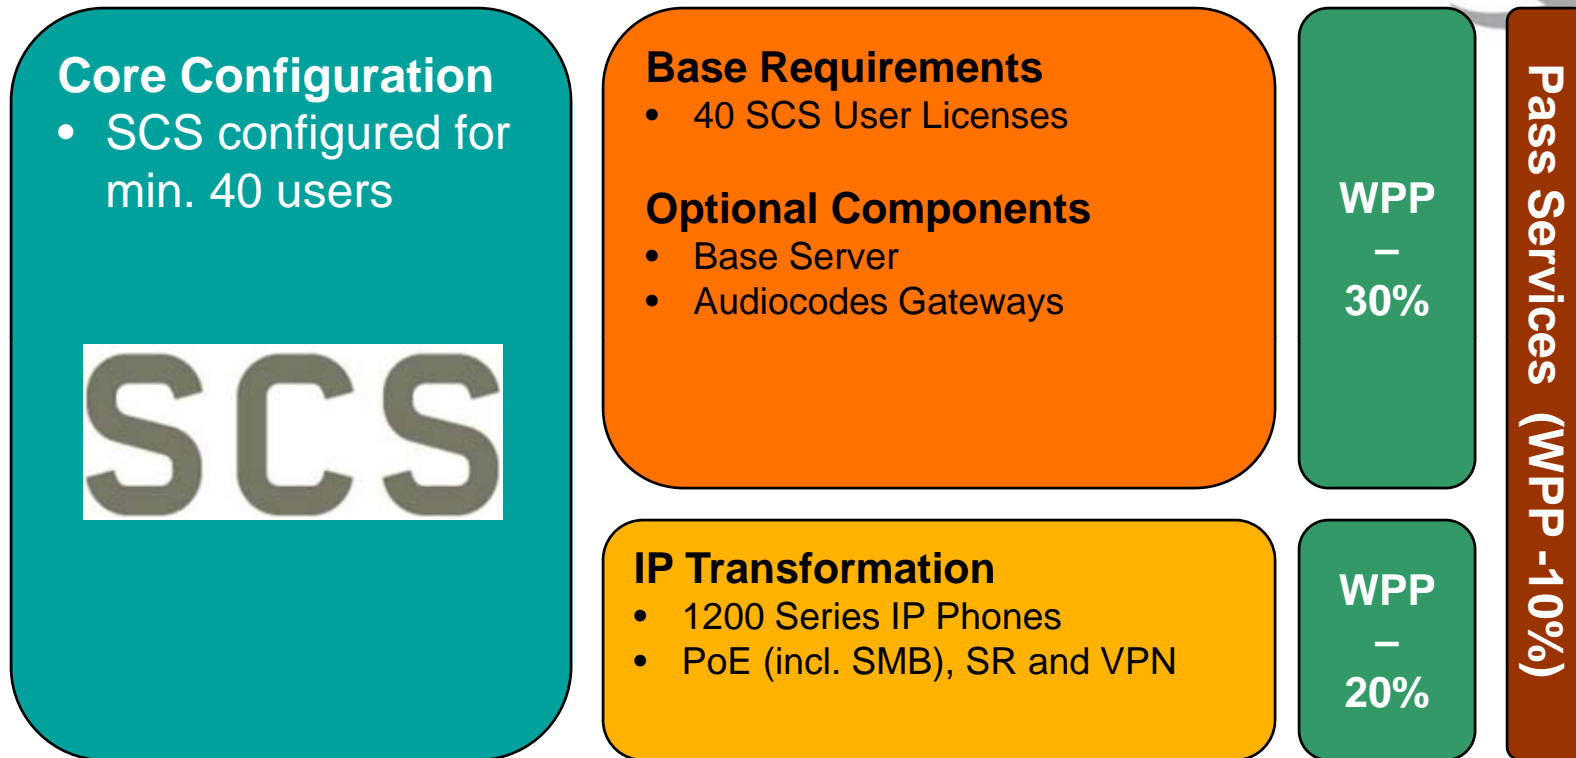 Core Configuration
• SCS configured for
min. 40 users
SCS
Base Requirements
• 40 SCS User Licenses
Optional Components
• Base Server
• Audiocodes Gateways
WPP
–
30%
IP Transformation
• 1200 Series IP Phones
• PoE (incl. SMB), SR and VPN
WPP
–
20%
Pass Services (WPP -10%)